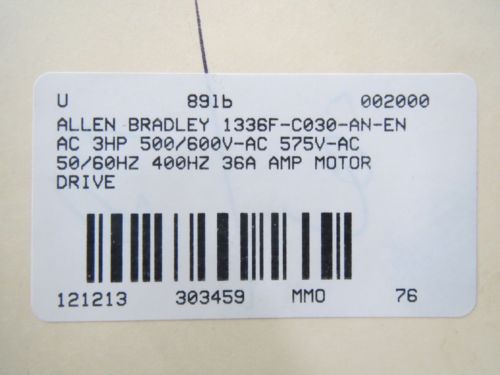 U 89lb 002000
ALLEN BRADLEY 1336F-C030-AN-EN
AC 3HP 500/600V-AC 575V-AC
50/60HZ 400HZ 36A AMP MOTOR
DRIVE
121213 303459 MMO 76